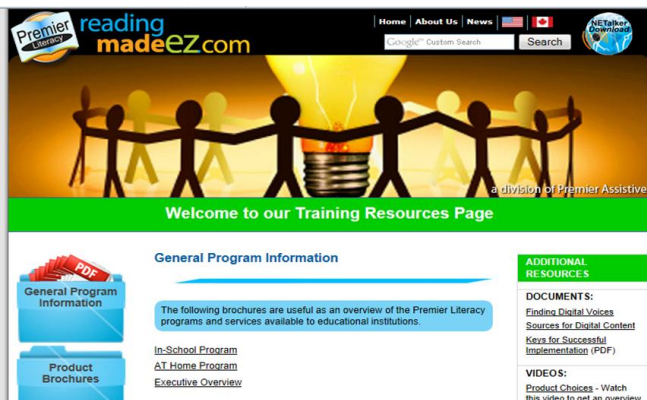 Premier Literacy
reading
madeezcom
Home | About Us | News
Google™ Custom Search
Search
NETalker
Download
a division of Premier Assistive
Welcome to our Training Resources Page
PDF
General Program
Information
Product
Brochures
General Program Information
The following brochures are useful as an overview of the Premier Literacy
programs and services available to educational institutions.
In-School Program
AT Home Program
Executive Overview
ADDITIONAL
RESOURCES
DOCUMENTS:
Finding Digital Voices
Sources for Digital Content
Keys for Successful
Implementation (PDF)
VIDEOS:
Product Choices - Watch
this video to get an overview